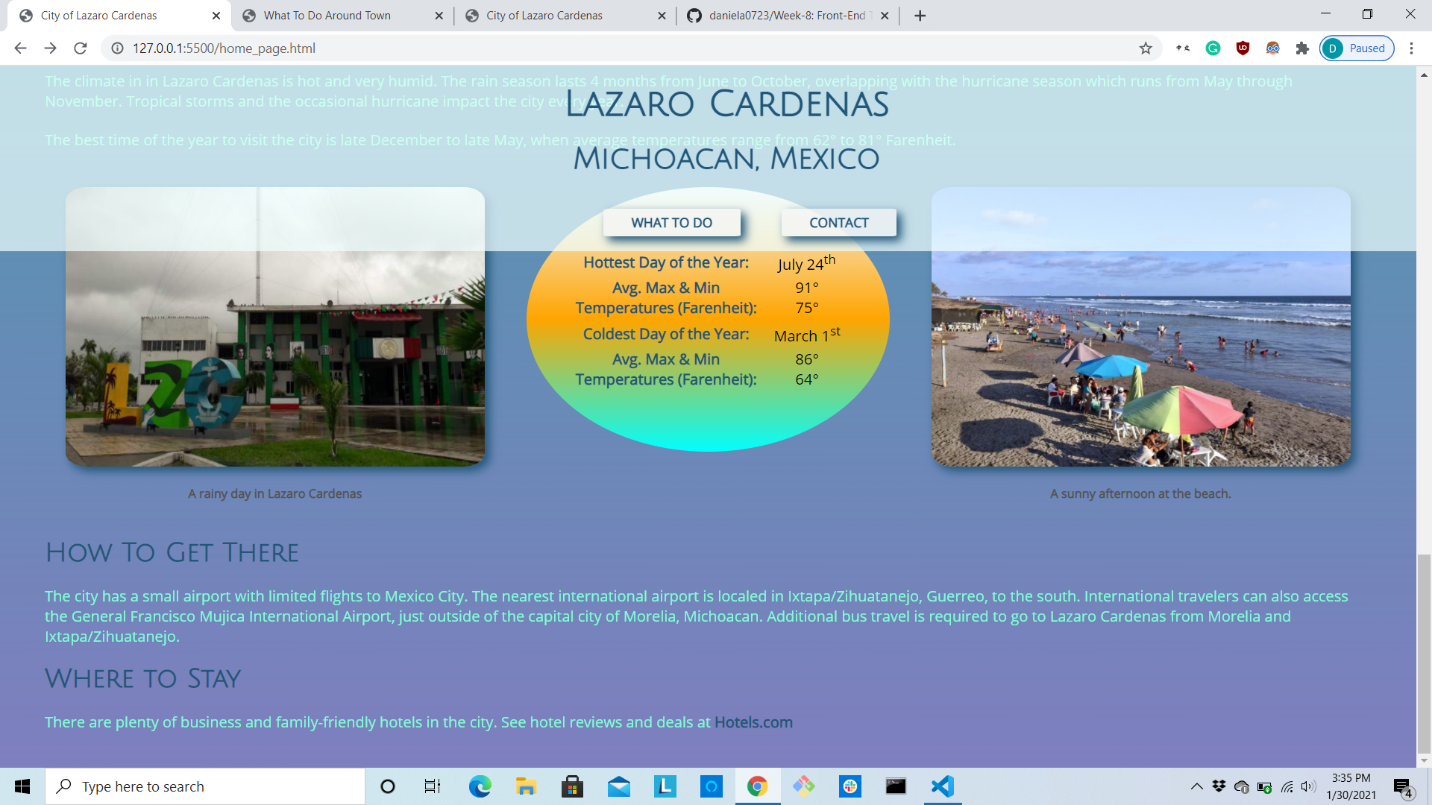 City of Lazaro Cardenas
What To Do Around Town
City of Lazaro Cardenas
daniela0723/Week-8: Front-End T
127.0.0.1:5500/home_page.html
D Paused
The climate in in Lazaro Cardenas is hot and very humid. The rain season lasts 4 months from June to October, overlapping with the hurricane season which runs from May through
November. Tropical storms and the occasional hurricane impact the city
Lazaro Cardenas
The best time of the year to visit the city is late December to late May, when average temperatures range from 62° to 81° Farenheit.
Michoacan, Mexico
WHAT TO DO
CONTACT
Hottest Day of the Year: July 24th
Avg. Max & Min 91°
Temperatures (Farenheit): 75°
Coldest Day of the Year: March 1st
Avg. Max & Min 86°
Temperatures (Farenheit): 64°
LZC
A rainy day in Lazaro Cardenas
A sunny afternoon at the beach.
How To Get There
The city has a small airport with limited flights to Mexico City. The nearest international airport is localed in Ixtapa/Zihuatanejo, Guerreo, to the south. International travelers can also access
the General Francisco Mujica International Airport, just outside of the capital city of Morelia, Michoacan. Additional bus travel is required to go to Lazaro Cardenas from Morelia and
Ixtapa/Zihuatanejo.
Where to Stay
There are plenty of business and family-friendly hotels in the city. See hotel reviews and deals at Hotels.com
Type here to search
3:35 PM
1/30/2021
4